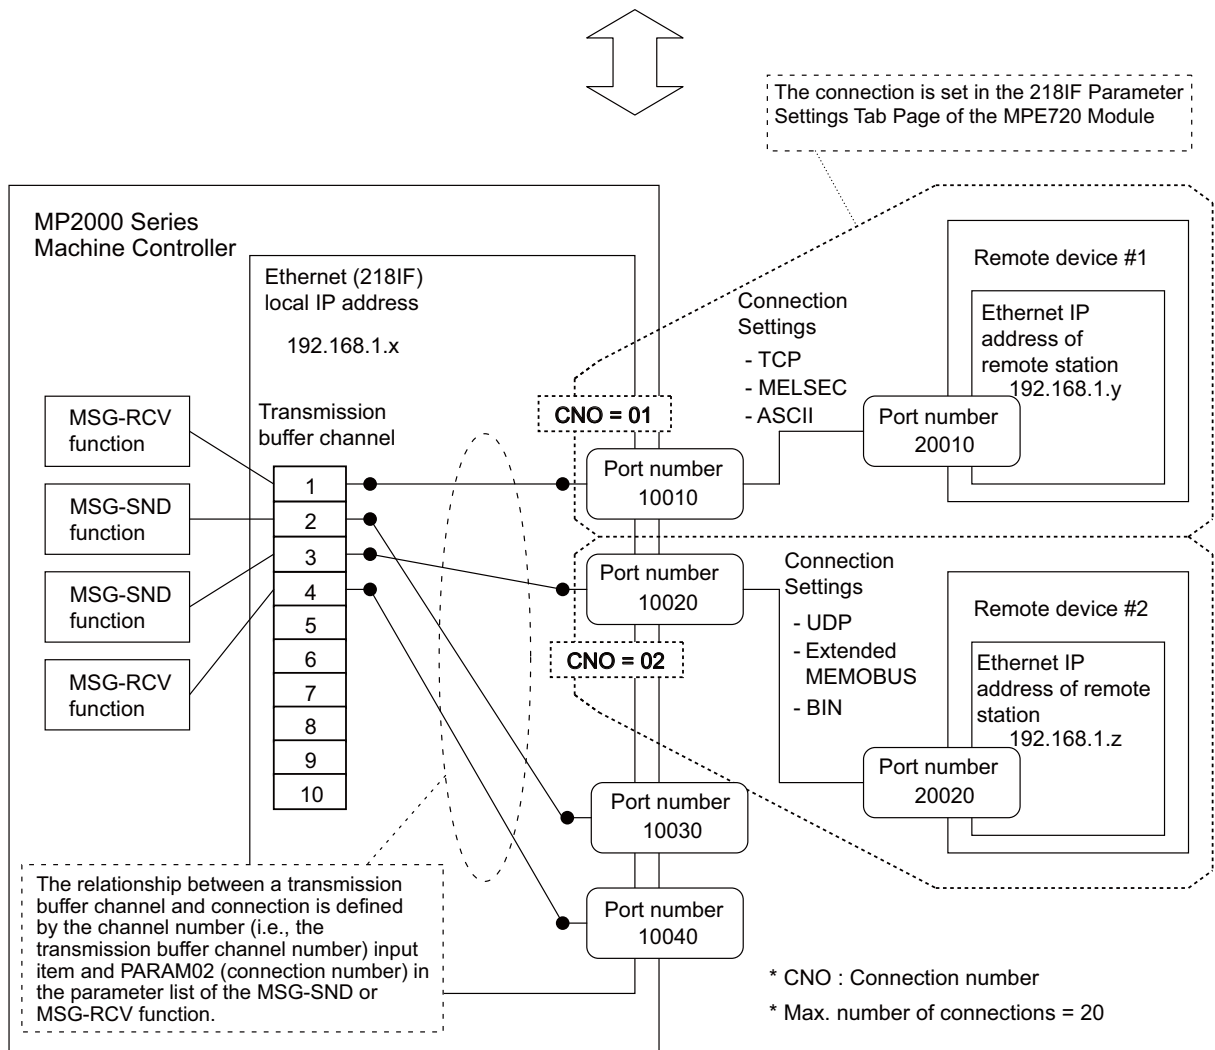 The connection is set in the 218IF Parameter
Settings Tab Page of the MPE720 Module
MP2000 Series
Machine Controller
Ethernet (218IF)
local IP address
192.168.1.x
Transmission
buffer channel
MSG-RCV
function
MSG-SND
function
MSG-SND
function
MSG-RCV
function
1
2
3
4
5
6
7
8
9
10
CNO = 01
Port number
10010
Port number
10020
CNO = 02
Port number
10030
Port number
10040
Connection
Settings
- TCP
- MELSEC
- ASCII
Remote device #1
Ethernet IP
address of
remote station
192.168.1.y
Port number
20010
Connection
Settings
- UDP
- Extended
MEMOBUS
- BIN
Remote device #2
Ethernet IP
address of remote
station
192.168.1.z
Port number
20020
The relationship between a transmission
buffer channel and connection is defined
by the channel number (i.e., the
transmission buffer channel number) input
item and PARAM02 (connection number) in
the parameter list of the MSG-SND or
MSG-RCV function.
* CNO : Connection number
* Max. number of connections = 20